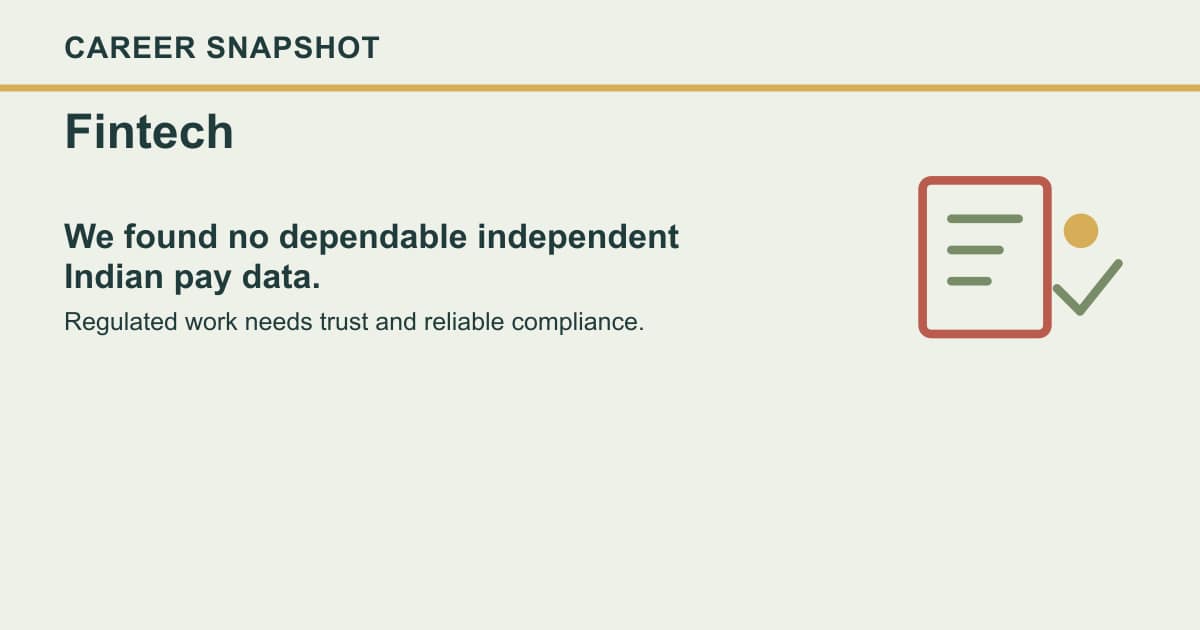 CAREER SNAPSHOT
Fintech
We found no dependable independent
Indian pay data.
Regulated work needs trust and reliable compliance.